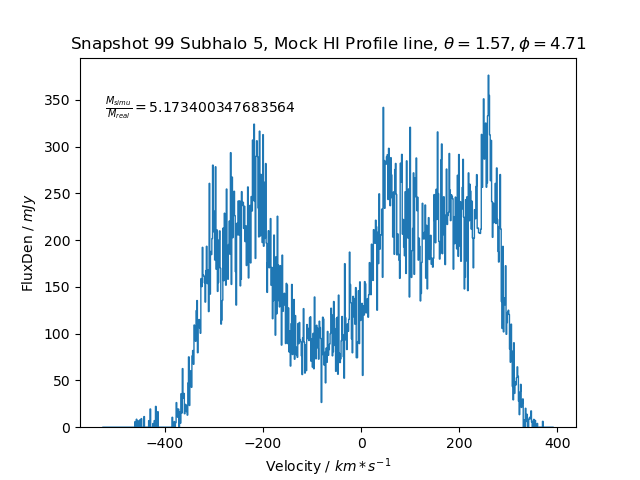 Snapshot 99 Subhalo 5, Mock HI Profile line, θ = 1.57, ϕ = 4.71
M_simu/M_real = 5.173400347683564
FluxDen / mJy
350
300
250
200
150
100
50
0
−400 −200 0 200 400
Velocity / km * s⁻¹